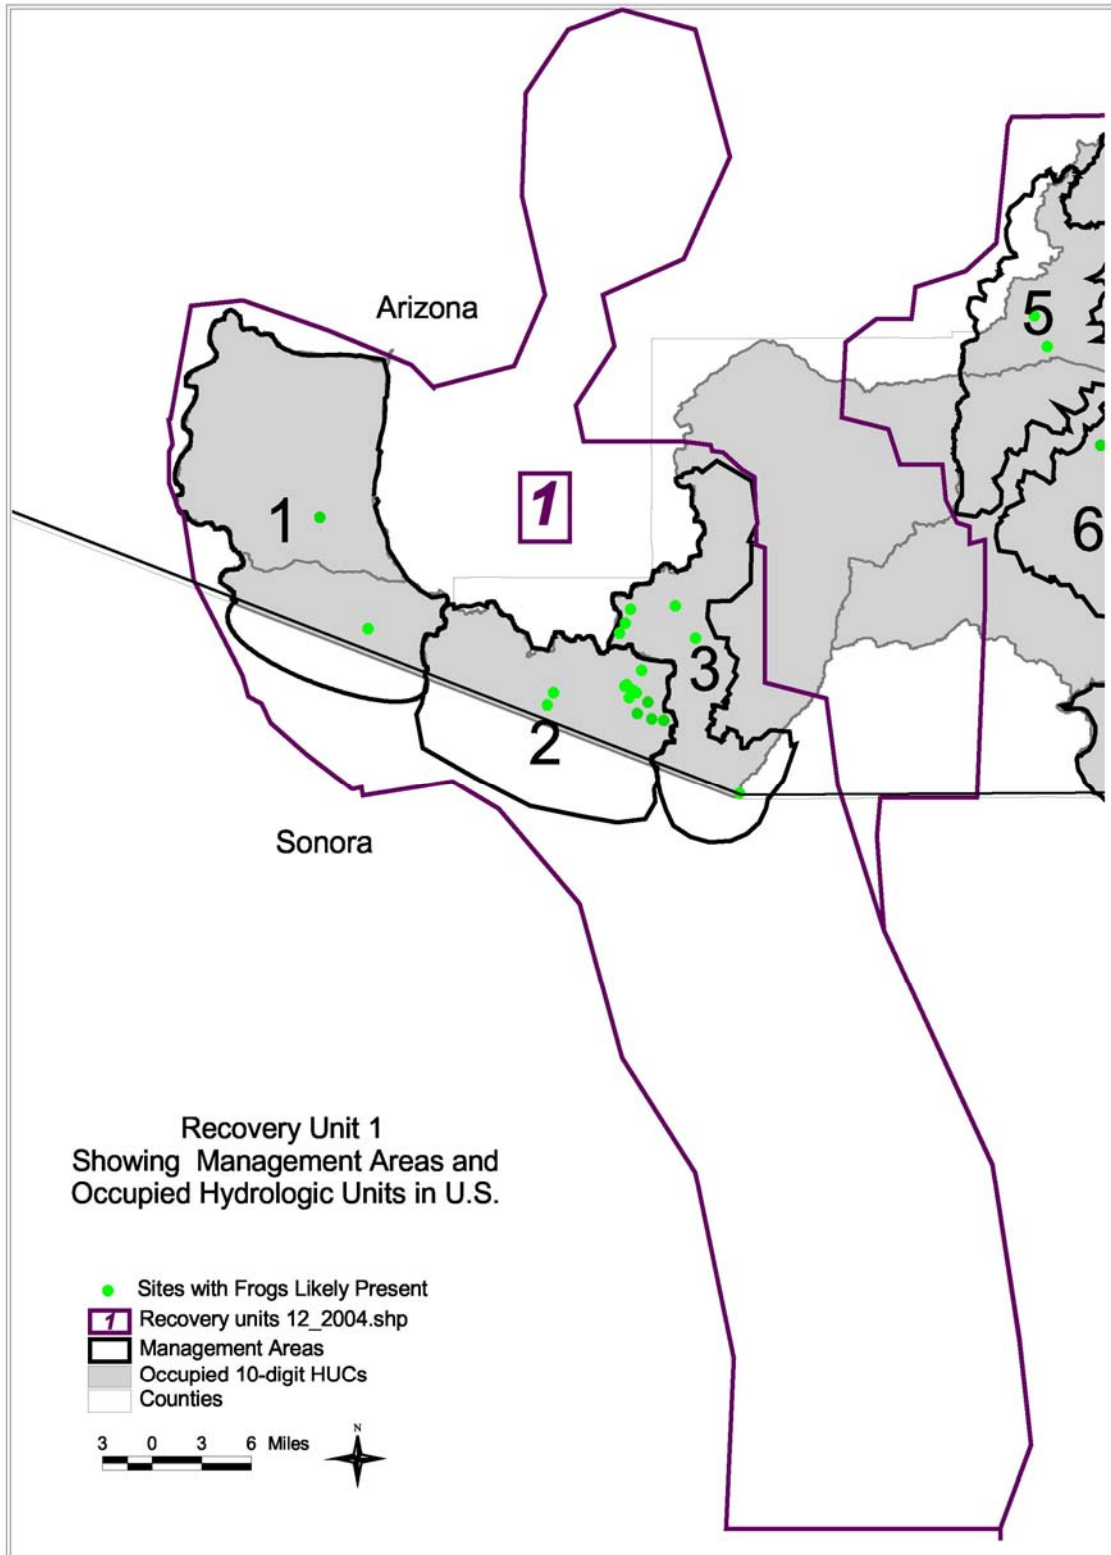 Arizona
5
1
1
6
3
2
Sonora
Recovery Unit 1
Showing Management Areas and
Occupied Hydrologic Units in U.S.
Sites with Frogs Likely Present
1 Recovery units 12_2004.shp
Management Areas
Occupied 10-digit HUCs
Counties
N
3 0 3 6 Miles